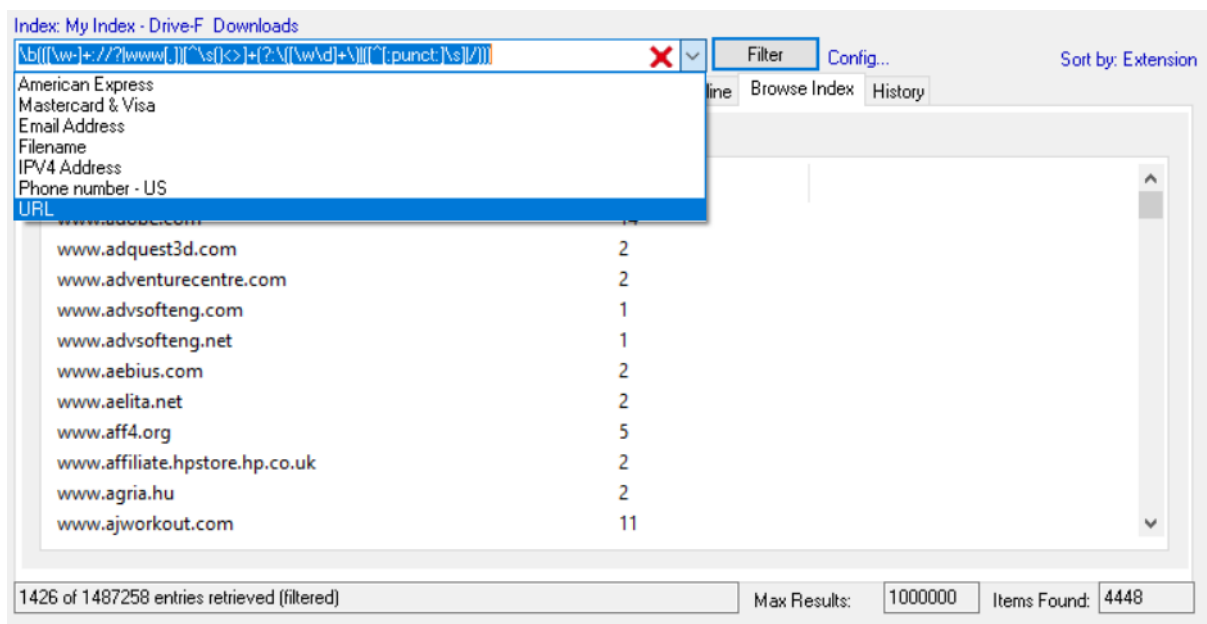 Index: My Index - Drive-F Downloads
\b(([\w-]+://?|www[.])[^\s()<>]+(?:\([\w\d]+\)|([^[:punct:]\s]|/)))
Filter
Config...
Sort by: Extension
American Express
Mastercard & Visa
Email Address
Filename
IPV4 Address
Phone number - US
URL
line
Browse Index
History
www.adobe.com 14
www.adquest3d.com 2
www.adventurecentre.com 2
www.advsofteng.com 1
www.advsofteng.net 1
www.aebius.com 2
www.aelita.net 2
www.aff4.org 5
www.affiliate.hpstore.hp.co.uk 2
www.agria.hu 2
www.ajworkout.com 11
1426 of 1487258 entries retrieved (filtered)
Max Results: 1000000
Items Found: 4448